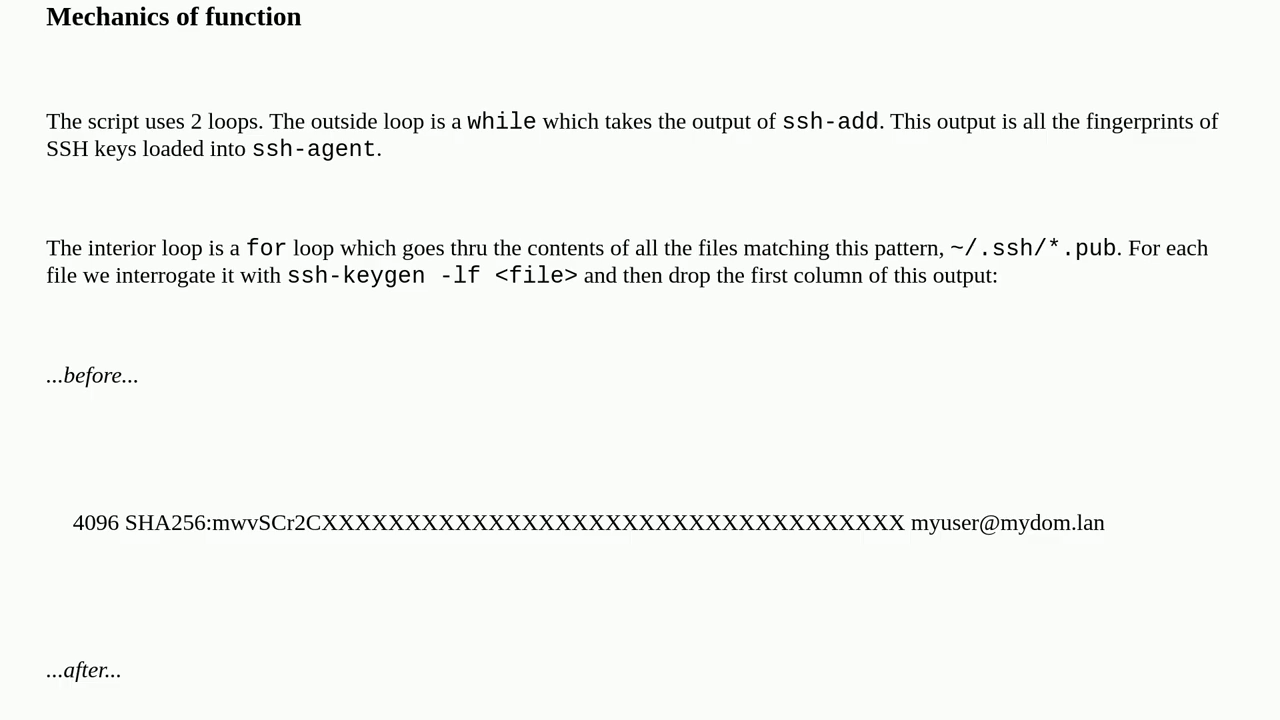 Mechanics of function
The script uses 2 loops. The outside loop is a while which takes the output of ssh-add. This output is all the fingerprints of
SSH keys loaded into ssh-agent.
The interior loop is a for loop which goes thru the contents of all the files matching this pattern, ~/.ssh/*.pub. For each
file we interrogate it with ssh-keygen -lf <file> and then drop the first column of this output:
...before...
4096 SHA256:mwvSCr2CXXXXXXXXXXXXXXXXXXXXXXXXXXXXXXXXXXX myuser@mydom.lan
...after...